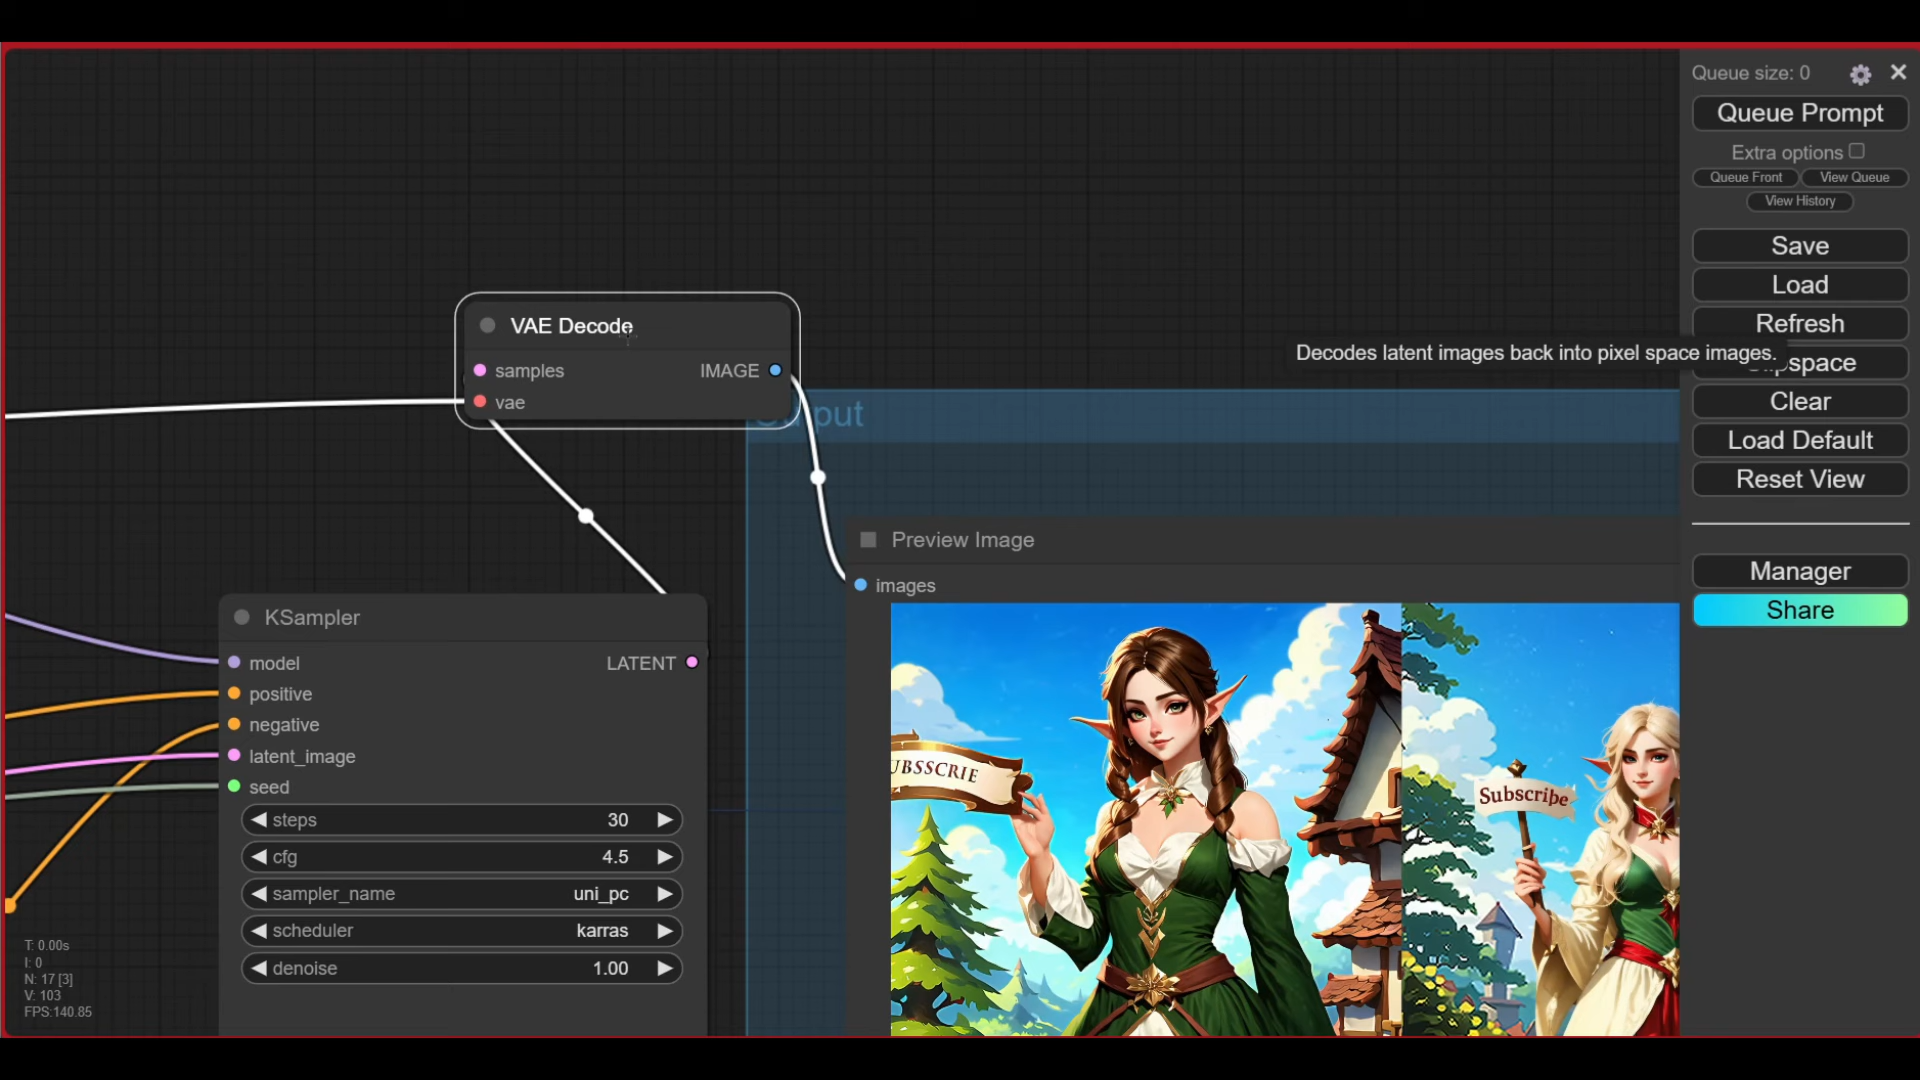 Queue size: 0
Queue Prompt
Extra options
Queue Front
View Queue
View History
Save
Load
Refresh
Decodes latent images back into pixel space images.
Clear
Load Default
Reset View
Manager
Share
VAE Decode
samples
IMAGE
vae
Preview Image
images
UBSSCRIE
Subscribe
KSampler
model
LATENT
positive
negative
latent_image
seed
steps
30
cfg
4.5
sampler_name
uni_pc
scheduler
karras
denoise
1.00
T: 0.00s
I: 0
N: 17 [3]
V: 103
FPS:140.85